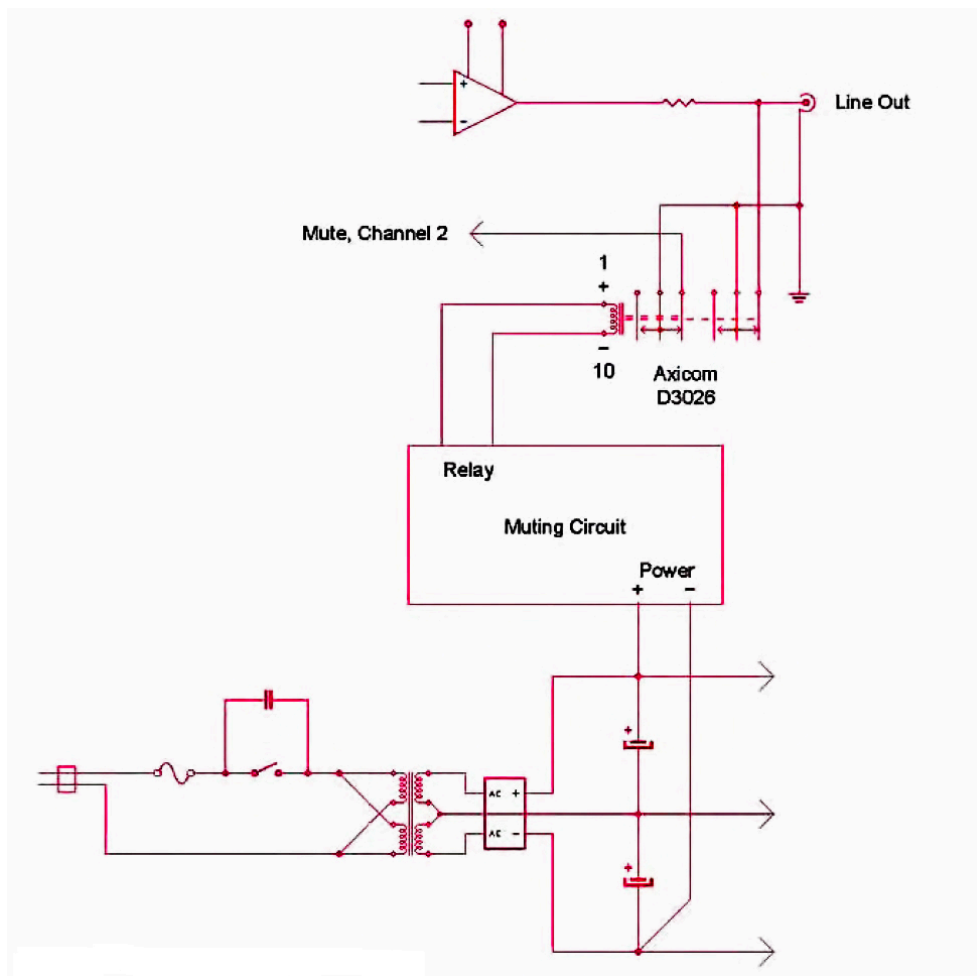 +
−
Line Out
Mute, Channel 2
1
+
−
10
Axicom
D3026
Relay
Muting Circuit
Power
+ −
+
AC +
AC −
+